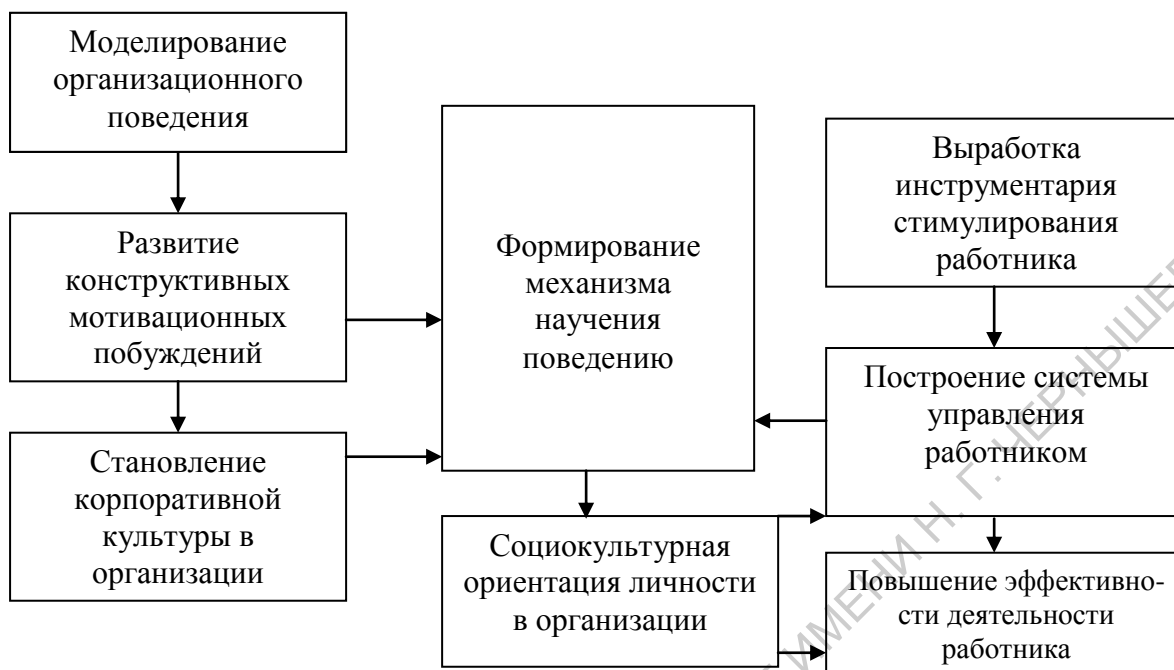 Моделирование
организационного
поведения
Развитие
конструктивных
мотивационных
побуждений
Становление
корпоративной
культуры в
организации
Формирование
механизма
научения
поведению
Социокультурная
ориентация личности
в организации
Выработка
инструментария
стимулирования
работника
Построение системы
управления
работником
Повышение эффективно-
сти деятельности
работника
ИМЕНИ Н. Г.